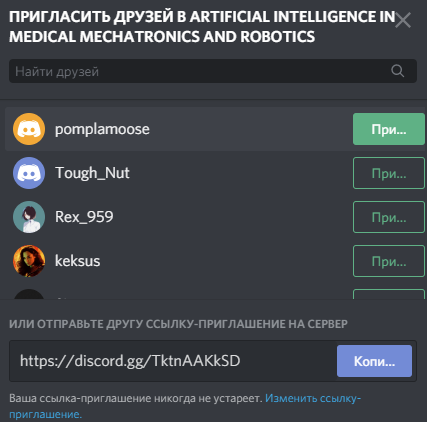 ПРИГЛАСИТЬ ДРУЗЕЙ В ARTIFICIAL INTELLIGENCE IN
MEDICAL MECHATRONICS AND ROBOTICS
Найти друзей
pomplamoose
При...
Tough_Nut
При...
Rex_959
При...
keksus
При...
ИЛИ ОТПРАВЬТЕ ДРУГУ ССЫЛКУ-ПРИГЛАШЕНИЕ НА СЕРВЕР
https://discord.gg/TktnAAKkSD
Копи...
Ваша ссылка-приглашение никогда не устареет. Изменить ссылку-
приглашение.